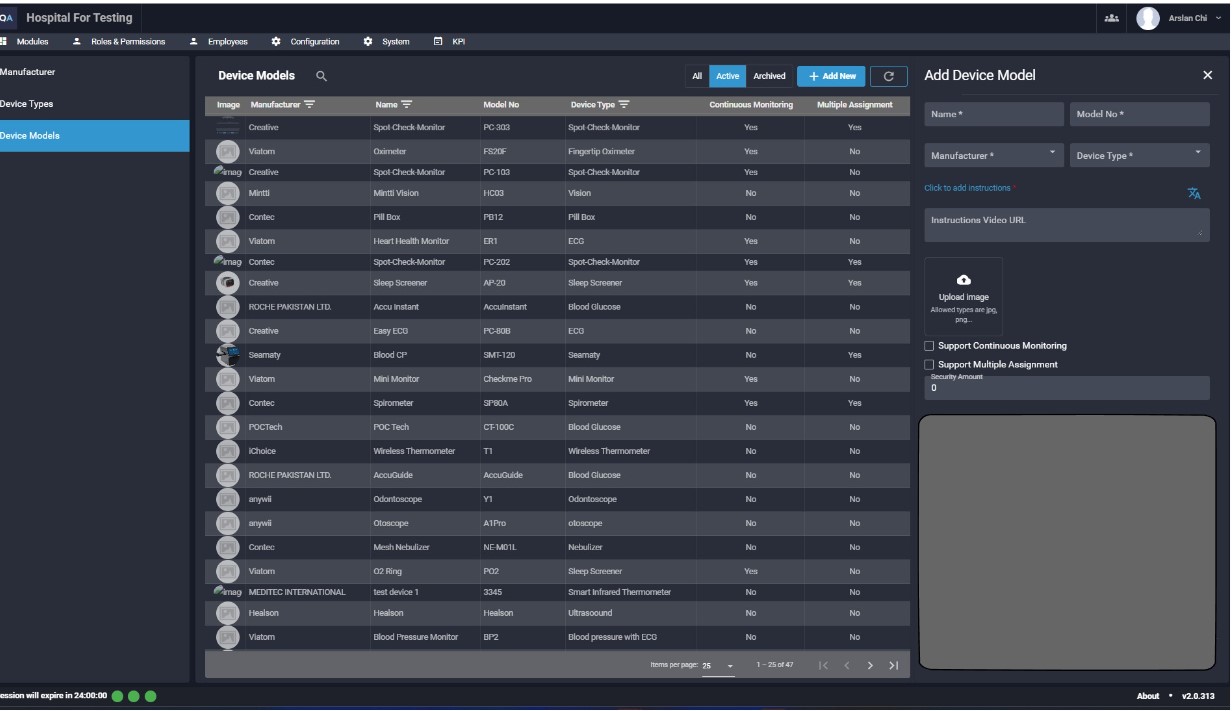 QA Hospital For Testing
Arslan Chi
Modules Roles & Permissions Employees Configuration System KPI
Manufacturer
Device Types
Device Models
Device Models
All Active Archived + Add New
Image Manufacturer Name Model No Device Type Continuous Monitoring Multiple Assignment
Creative Spot-Check-Monitor PC-303 Spot-Check-Monitor Yes Yes
Viatom Oximeter FS20F Fingertip Oximeter Yes No
imag Creative Spot-Check-Monitor PC-103 Spot-Check-Monitor Yes No
Mintti Mintti Vision HC03 Vision No No
Contec Pill Box PB12 Pill Box No No
Viatom Heart Health Monitor ER1 ECG Yes No
imag Contec Spot-Check-Monitor PC-202 Spot-Check-Monitor Yes Yes
Creative Sleep Screener AP-20 Sleep Screener Yes Yes
ROCHE PAKISTAN LTD. Accu Instant AccuInstant Blood Glucose No No
Creative Easy ECG PC-80B ECG No No
Seamaty Blood CP SMT-120 Seamaty No Yes
Viatom Mini Monitor Checkme Pro Mini Monitor Yes No
Contec Spirometer SP80A Spirometer Yes Yes
POCTech POC Tech CT-100C Blood Glucose No No
iChoice Wireless Thermometer T1 Wireless Thermometer No No
ROCHE PAKISTAN LTD. AccuGuide AccuGuide Blood Glucose No No
anywii Odontoscope Y1 Odontoscope No No
anywii Otoscope A1Pro otoscope No No
Contec Mesh Nebulizer NE-M01L Nebulizer No No
Viatom O2 Ring PO2 Sleep Screener Yes No
imag MEDITEC INTERNATIONAL test device 1 3345 Smart Infrared Thermometer No No
Healson Healson Healson Ultrasoound No No
Viatom Blood Pressure Monitor BP2 Blood pressure with ECG No No
Items per page: 25 1 – 25 of 47
Add Device Model
Name * Model No *
Manufacturer * Device Type *
Click to add instructions *
Instructions Video URL
Upload Image
Allowed types are jpg,
png...
Support Continuous Monitoring
Support Multiple Assignment
Security Amount
0
ession will expire in 24:00:00
About • v2.0.313